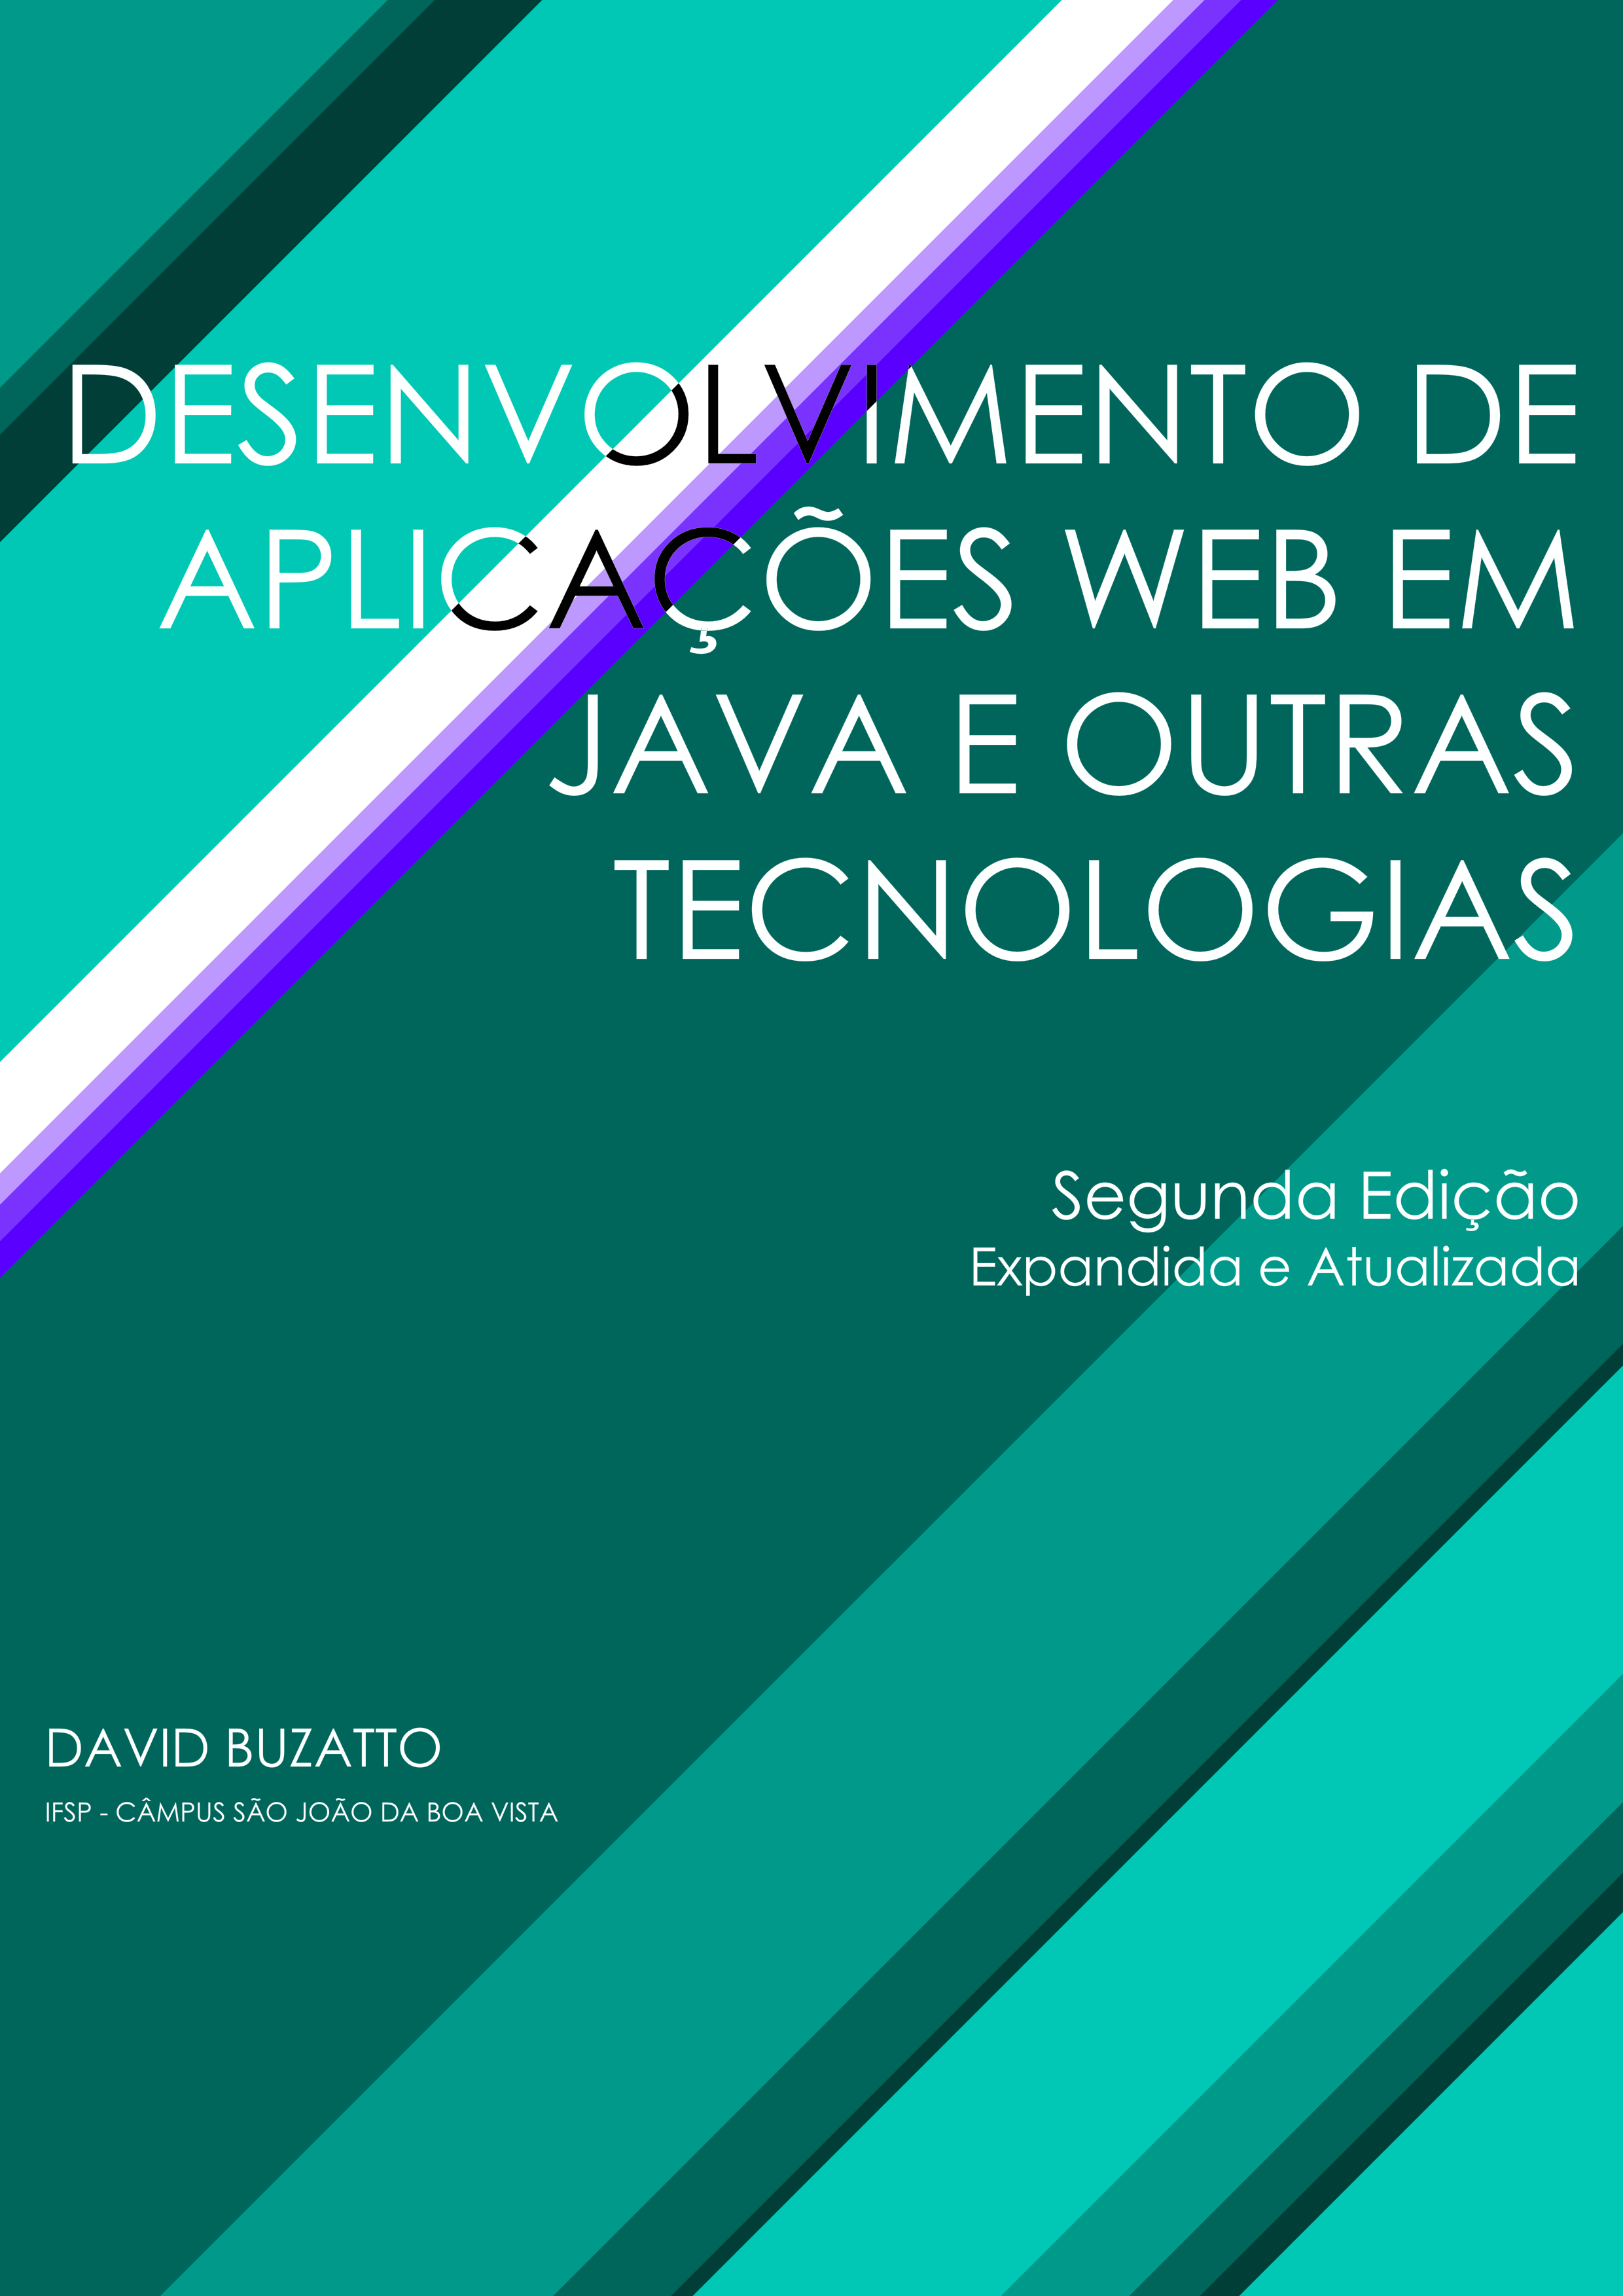 DESENVOLVIMENTO DE
APLICAÇÕES WEB EM
JAVA E OUTRAS
TECNOLOGIAS
Segunda Edição
Expandida e Atualizada
DAVID BUZATTO
IFSP - CÂMPUS SÃO JOÃO DA BOA VISTA